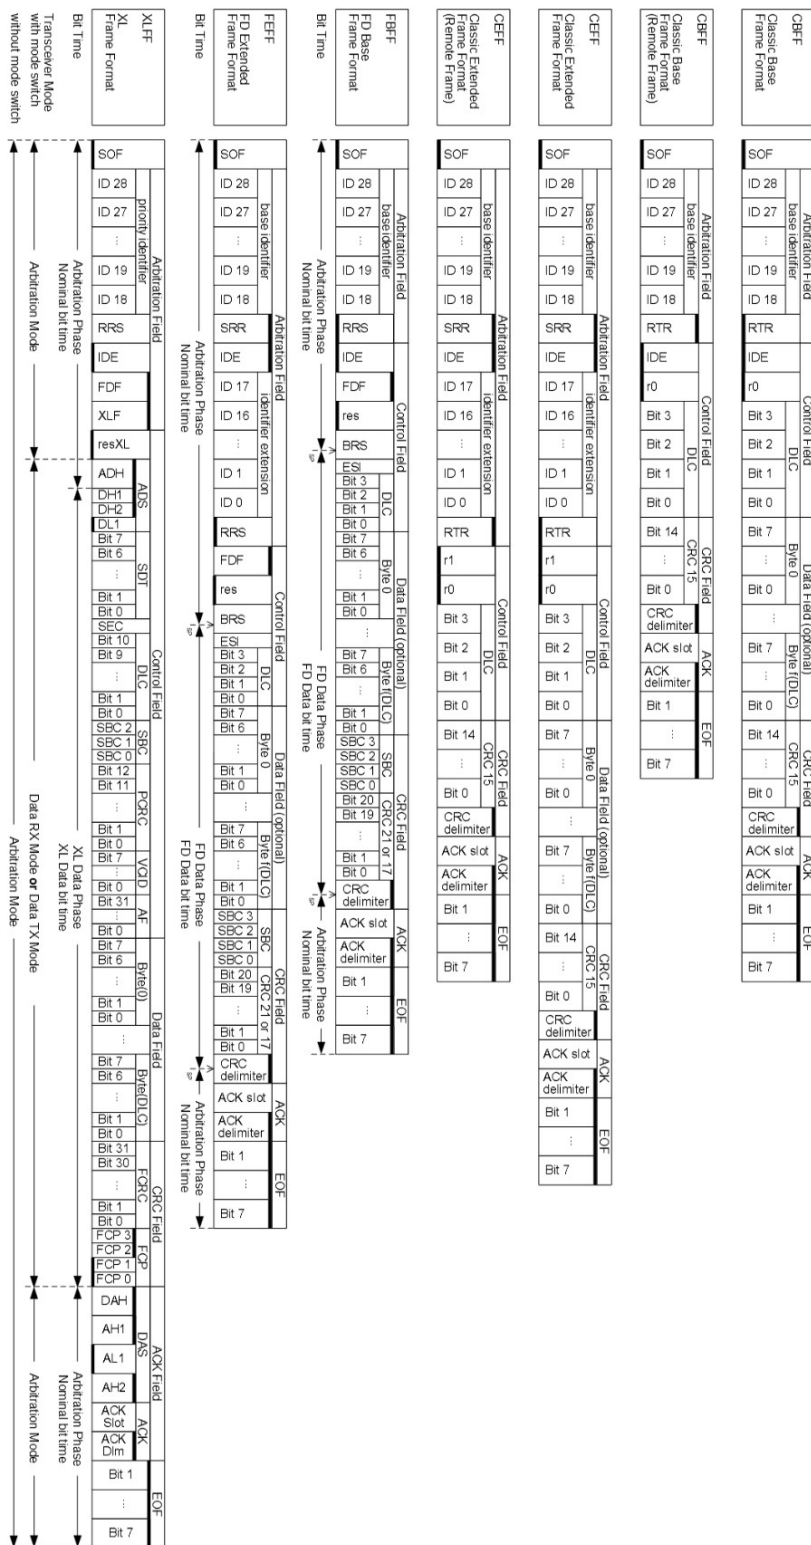 CBFF
Classic Base
Frame Format
Arbitration Field
Control Field
Data Field (optional)
CRC Field
ACK
EOF
base identifier
DLC
Byte 0
Byte f(DLC)
CRC 15
SOF
ID 28
ID 27
...
ID 19
ID 18
RTR
IDE
r0
Bit 3
Bit 2
Bit 1
Bit 0
Bit 7
...
Bit 0
...
Bit 7
...
Bit 0
Bit 14
...
Bit 0
CRC
delimiter
ACK slot
ACK
delimiter
Bit 1
...
Bit 7
CBFF
Classic Base
Frame Format
(Remote Frame)
Arbitration Field
Control Field
CRC Field
ACK
EOF
base identifier
DLC
CRC 15
SOF
ID 28
ID 27
...
ID 19
ID 18
RTR
IDE
r0
Bit 3
Bit 2
Bit 1
Bit 0
Bit 14
...
Bit 0
CRC
delimiter
ACK slot
ACK
delimiter
Bit 1
...
Bit 7
CEFF
Classic Extended
Frame Format
Arbitration Field
Control Field
Data Field (optional)
CRC Field
ACK
EOF
base identifier
identifier extension
DLC
Byte 0
Byte f(DLC)
CRC 15
SOF
ID 28
ID 27
...
ID 19
ID 18
SRR
IDE
ID 17
ID 16
...
ID 1
ID 0
RTR
r1
r0
Bit 3
Bit 2
Bit 1
Bit 0
Bit 7
...
Bit 0
...
Bit 7
...
Bit 0
Bit 14
...
Bit 0
CRC
delimiter
ACK slot
ACK
delimiter
Bit 1
...
Bit 7
CEFF
Classic Extended
Frame Format
(Remote Frame)
Arbitration Field
Control Field
CRC Field
ACK
EOF
base identifier
identifier extension
DLC
CRC 15
SOF
ID 28
ID 27
...
ID 19
ID 18
SRR
IDE
ID 17
ID 16
...
ID 1
ID 0
RTR
r1
r0
Bit 3
Bit 2
Bit 1
Bit 0
Bit 14
...
Bit 0
CRC
delimiter
ACK slot
ACK
delimiter
Bit 1
...
Bit 7
FBFF
FD Base
Frame Format
Arbitration Field
Control Field
Data Field (optional)
CRC Field
ACK
EOF
base identifier
DLC
Byte 0
Byte f(DLC)
SBC
CRC 21 or 17
SOF
ID 28
ID 27
...
ID 19
ID 18
RRS
IDE
FDF
res
BRS
ESI
Bit 3
Bit 2
Bit 1
Bit 0
Bit 7
Bit 6
...
Bit 1
Bit 0
...
Bit 7
Bit 6
...
Bit 1
Bit 0
SBC 3
SBC 2
SBC 1
SBC 0
Bit 20
Bit 19
...
Bit 1
Bit 0
CRC
delimiter
ACK slot
ACK
delimiter
Bit 1
...
Bit 7
Bit Time
Arbitration Phase
Nominal bit time
SP
FD Data Phase
FD Data bit time
SP
Arbitration Phase
Nominal bit time
FEFF
FD Extended
Frame Format
Arbitration Field
Control Field
Data Field (optional)
CRC Field
ACK
EOF
base identifier
identifier extension
DLC
Byte 0
Byte f(DLC)
SBC
CRC 21 or 17
SOF
ID 28
ID 27
...
ID 19
ID 18
SRR
IDE
ID 17
ID 16
...
ID 1
ID 0
RRS
FDF
res
BRS
ESI
Bit 3
Bit 2
Bit 1
Bit 0
Bit 7
Bit 6
...
Bit 1
Bit 0
...
Bit 7
Bit 6
...
Bit 1
Bit 0
SBC 3
SBC 2
SBC 1
SBC 0
Bit 20
Bit 19
...
Bit 1
Bit 0
CRC
delimiter
ACK slot
ACK
delimiter
Bit 1
...
Bit 7
Bit Time
Arbitration Phase
Nominal bit time
SP
FD Data Phase
FD Data bit time
SP
Arbitration Phase
Nominal bit time
XLFF
XL
Frame Format
Arbitration Field
Control Field
Data Field
CRC Field
ACK Field
EOF
priority identifier
ADS
SDT
DLC
SBC
PCRC
VCID
AF
Byte(0)
Byte(DLC)
FCRC
FCP
DAS
ACK
SOF
ID 28
ID 27
...
ID 19
ID 18
RRS
IDE
FDF
XLF
resXL
ADH
DH1
DH2
DL1
Bit 7
Bit 6
...
Bit 1
Bit 0
SEC
Bit 10
Bit 9
...
Bit 1
Bit 0
SBC 2
SBC 1
SBC 0
Bit 12
Bit 11
...
Bit 1
Bit 0
Bit 7
...
Bit 0
Bit 31
...
Bit 0
Bit 7
Bit 6
...
Bit 1
Bit 0
...
Bit 7
Bit 6
...
Bit 1
Bit 0
Bit 31
Bit 30
...
Bit 1
Bit 0
FCP 3
FCP 2
FCP 1
FCP 0
DAH
AH1
AL1
AH2
ACK
Slot
ACK
Dlm
Bit 1
...
Bit 7
Bit Time
Arbitration Phase
Nominal bit time
XL Data Phase
XL Data bit time
Arbitration Phase
Nominal bit time
Transceiver Mode
with mode switch
Arbitration Mode
Data RX Mode or Data TX Mode
Arbitration Mode
without mode switch
Arbitration Mode